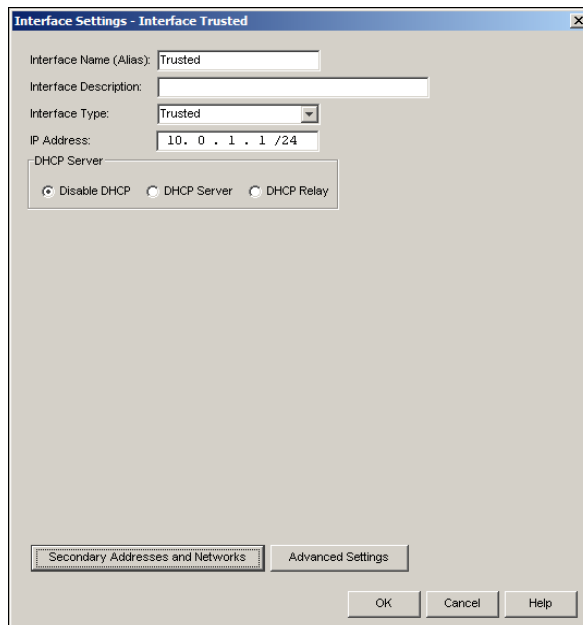 Interface Settings - Interface Trusted
Interface Name (Alias): Trusted
Interface Description:
Interface Type: Trusted
IP Address: 10. 0 . 1 . 1 /24
DHCP Server
Disable DHCP DHCP Server DHCP Relay
Secondary Addresses and Networks Advanced Settings
OK Cancel Help